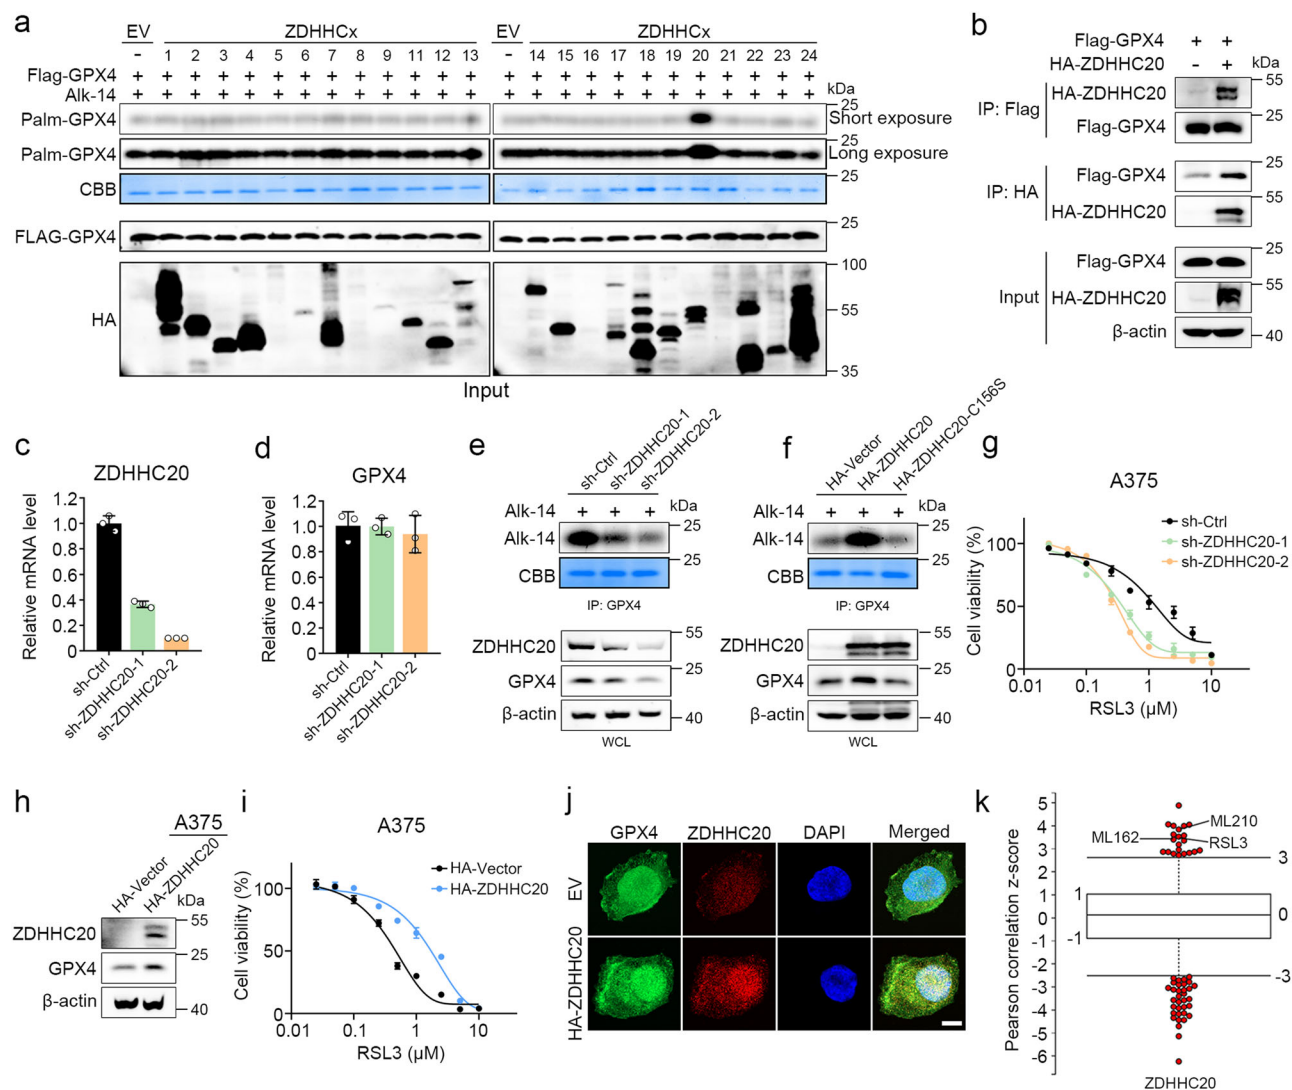 a
EV ZDHHCx EV ZDHHCx
- 1 2 3 4 5 6 7 8 9 11 12 13 - 14 15 16 17 18 19 20 21 22 23 24
Flag-GPX4 + + + + + + + + + + + + + + + + + + + + + + + + +
Alk-14 + + + + + + + + + + + + + + + + + + + + + + + + + kDa
25 25
Palm-GPX4 Short exposure
25 25
Palm-GPX4 Long exposure
CBB 25 25
FLAG-GPX4 25 25
HA 100
55
35
Input
b
Flag-GPX4 + +
HA-ZDHHC20 - + kDa
IP: Flag
HA-ZDHHC20 55
Flag-GPX4 25
IP: HA
Flag-GPX4 25
HA-ZDHHC20 55
Input
Flag-GPX4 25
HA-ZDHHC20 55
β-actin 40
c
ZDHHC20
Relative mRNA level
1.2
1.0
0.8
0.6
0.4
0.2
0
sh-Ctrl
sh-ZDHHC20-1
sh-ZDHHC20-2
d
GPX4
Relative mRNA level
1.2
1.0
0.8
0.6
0.4
0.2
0
sh-Ctrl
sh-ZDHHC20-1
sh-ZDHHC20-2
e
sh-Ctrl
sh-ZDHHC20-1
sh-ZDHHC20-2
kDa
Alk-14 + + +
Alk-14 25
CBB 25
IP: GPX4
ZDHHC20 55
GPX4 25
β-actin 40
WCL
f
HA-Vector
HA-ZDHHC20
HA-ZDHHC20-C156S
kDa
Alk-14 + + +
Alk-14 25
CBB 25
IP: GPX4
ZDHHC20 55
GPX4 25
β-actin 40
WCL
g
A375
Cell viability (%)
100
50
0
sh-Ctrl
sh-ZDHHC20-1
sh-ZDHHC20-2
0.01 0.1 1 10
RSL3 (μM)
h
A375
HA-Vector
HA-ZDHHC20
kDa
ZDHHC20 55
GPX4 25
β-actin 40
i
A375
Cell viability (%)
100
50
0
HA-Vector
HA-ZDHHC20
0.01 0.1 1 10
RSL3 (μM)
j
GPX4 ZDHHC20 DAPI Merged
EV
HA-ZDHHC20
k
Pearson correlation z-score
5
4
3
2
1
0
-1
-2
-3
-4
-5
-6
ML210
ML162
RSL3
3
1
0
-1
-3
ZDHHC20